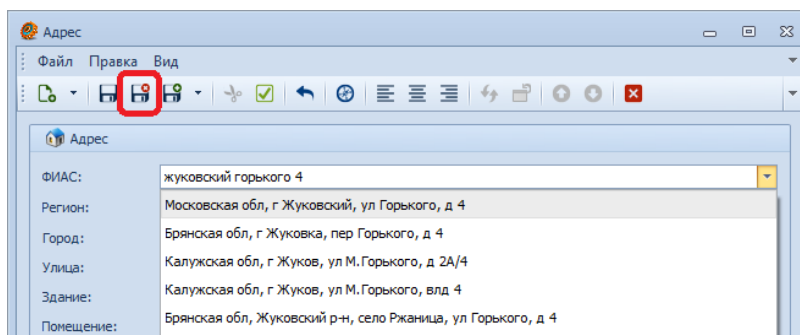 Адрес
Файл Правка Вид
Адрес
ФИАС: жуковский горького 4
Регион: Московская обл, г Жуковский, ул Горького, д 4
Город: Брянская обл, г Жуковка, пер Горького, д 4
Улица: Калужская обл, г Жуков, ул М.Горького, д 2А/4
Здание: Калужская обл, г Жуков, ул М.Горького, влд 4
Помещение: Брянская обл, Жуковский р-н, село Ржаница, ул Горького, д 4